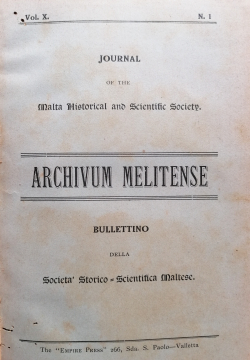 Vol. X. N. 1
JOURNAL
OF THE
Malta Historical and Scientific Society.
ARCHIVUM MELITENSE
BULLETTINO
DELLA
Societa' Storico-Scientifica Maltese.
The "EMPIRE PRESS" 266, Sda. S. Paolo—Valletta